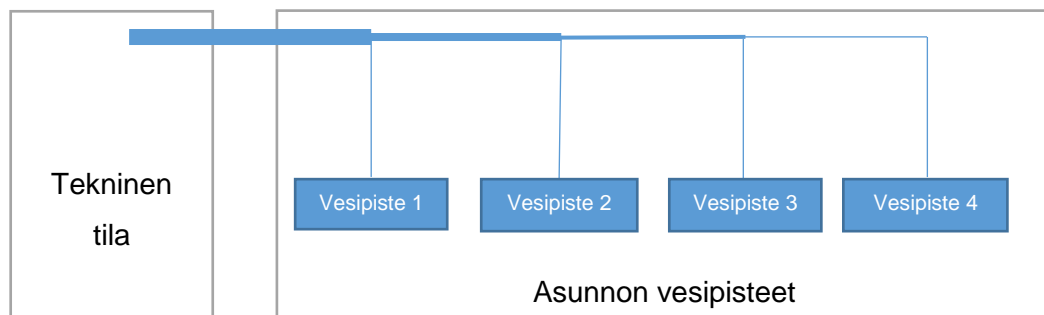 Tekninen
tila
Vesipiste 1
Vesipiste 2
Vesipiste 3
Vesipiste 4
Asunnon vesipisteet